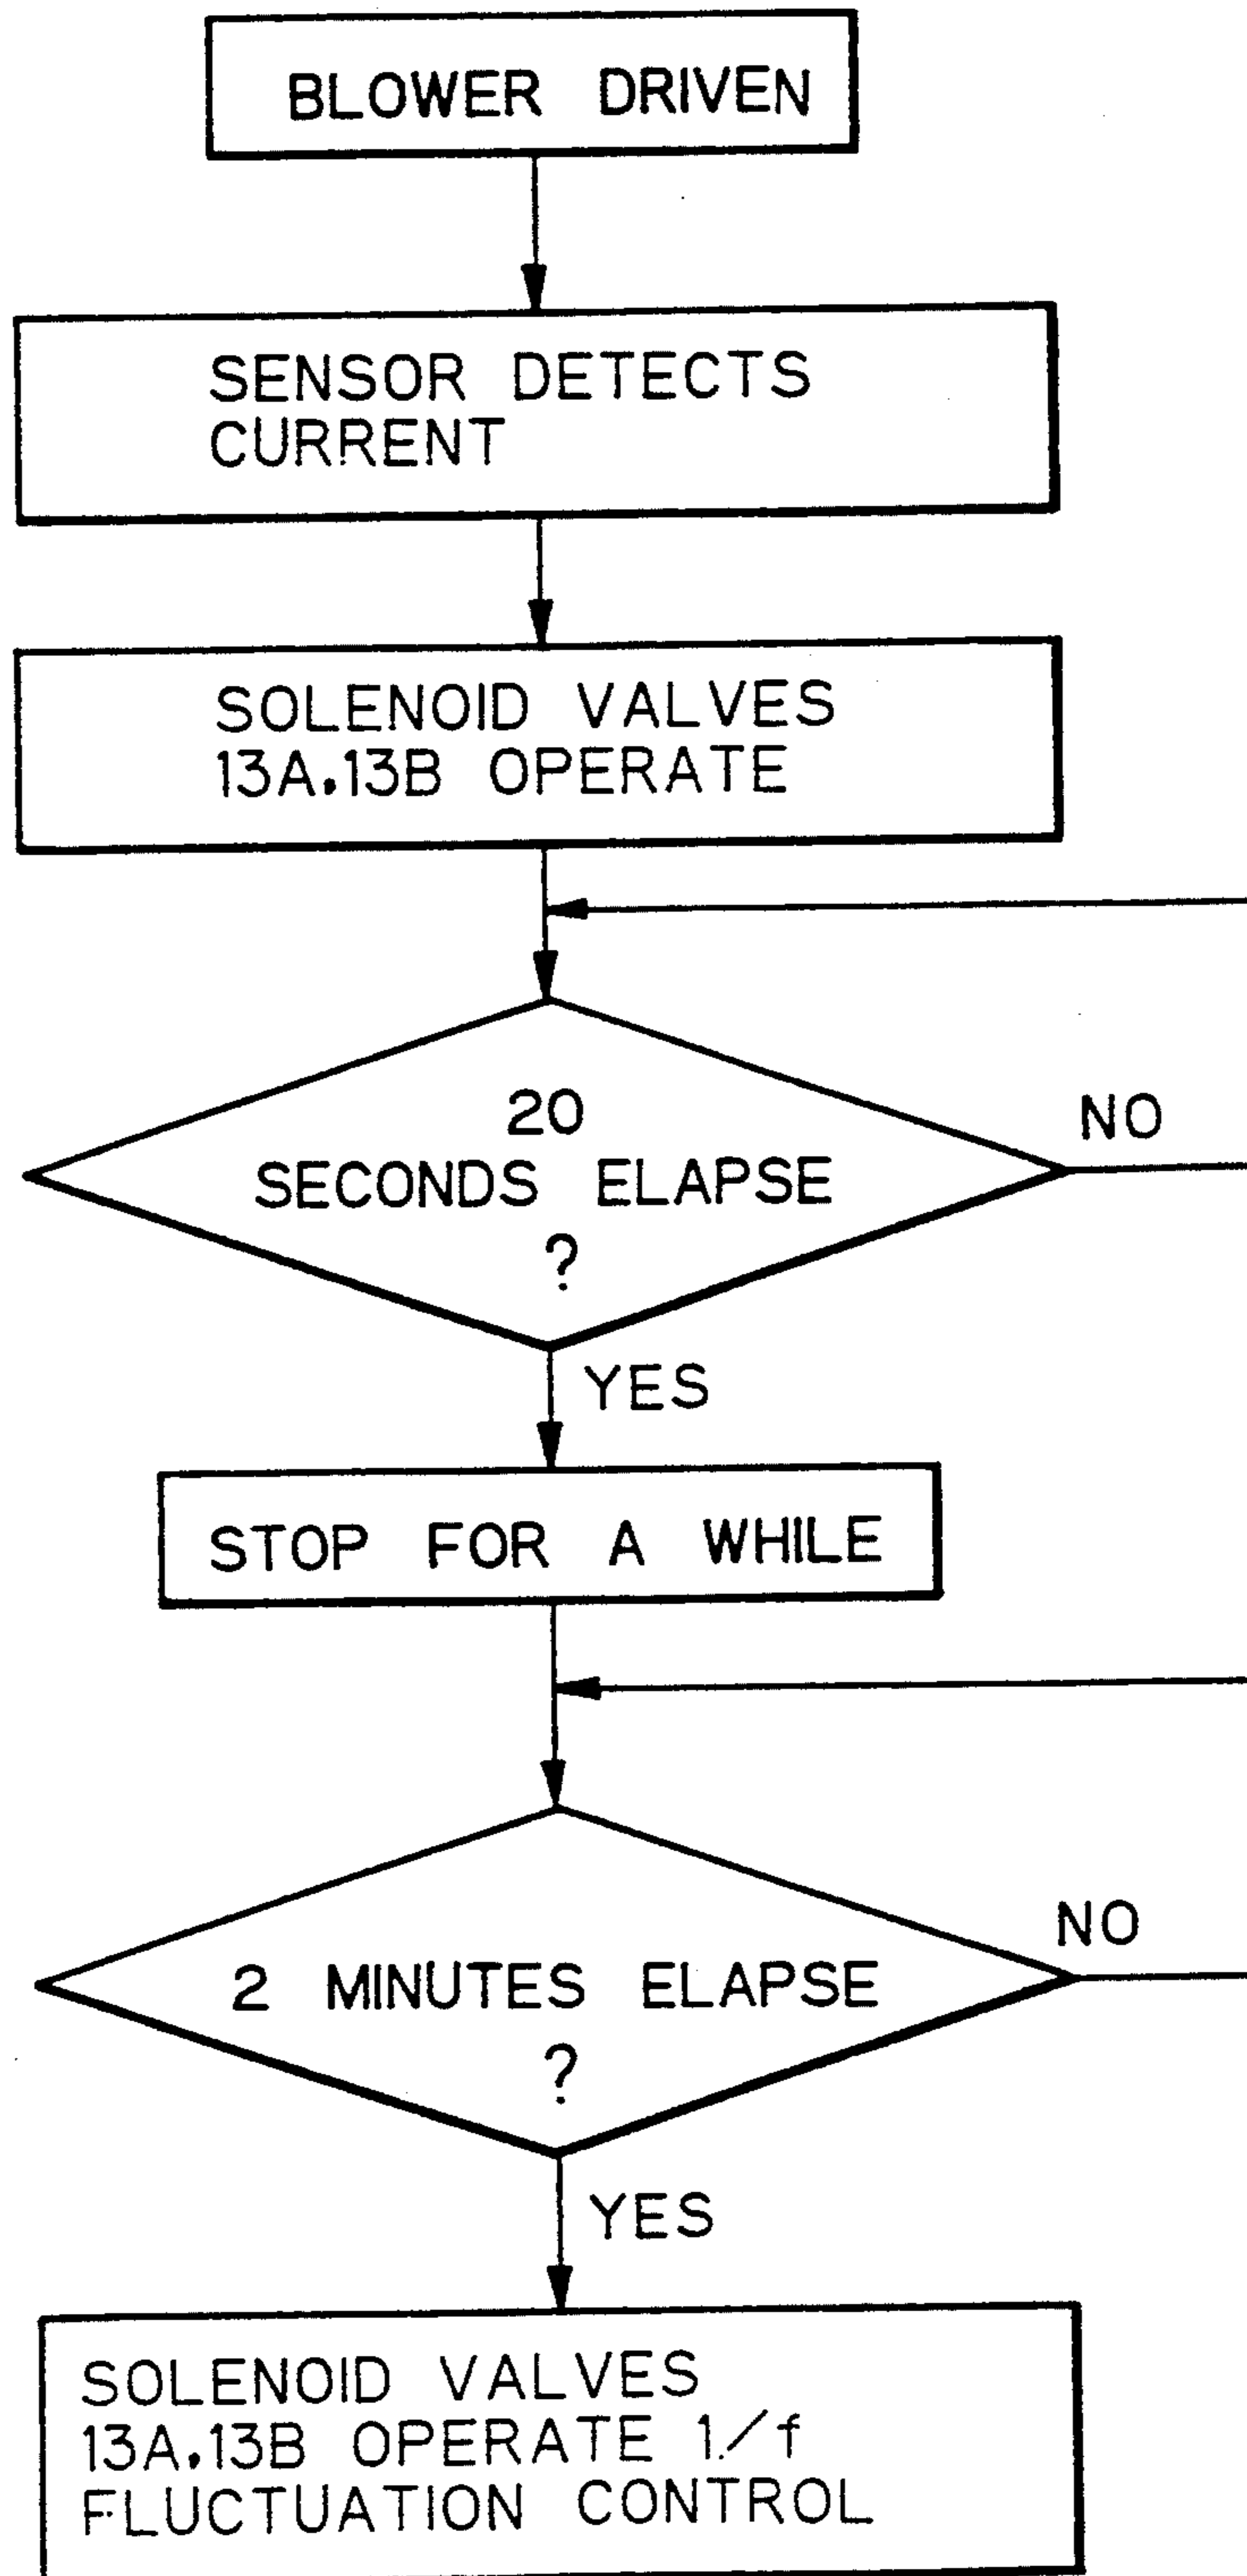 BLOWER DRIVEN
SENSOR DETECTS
CURRENT
SOLENOID VALVES
13A.13B OPERATE
20
SECONDS ELAPSE
?
NO
YES
STOP FOR A WHILE
2 MINUTES ELAPSE
?
NO
YES
SOLENOID VALVES
13A.13B OPERATE 1/f
FLUCTUATION CONTROL